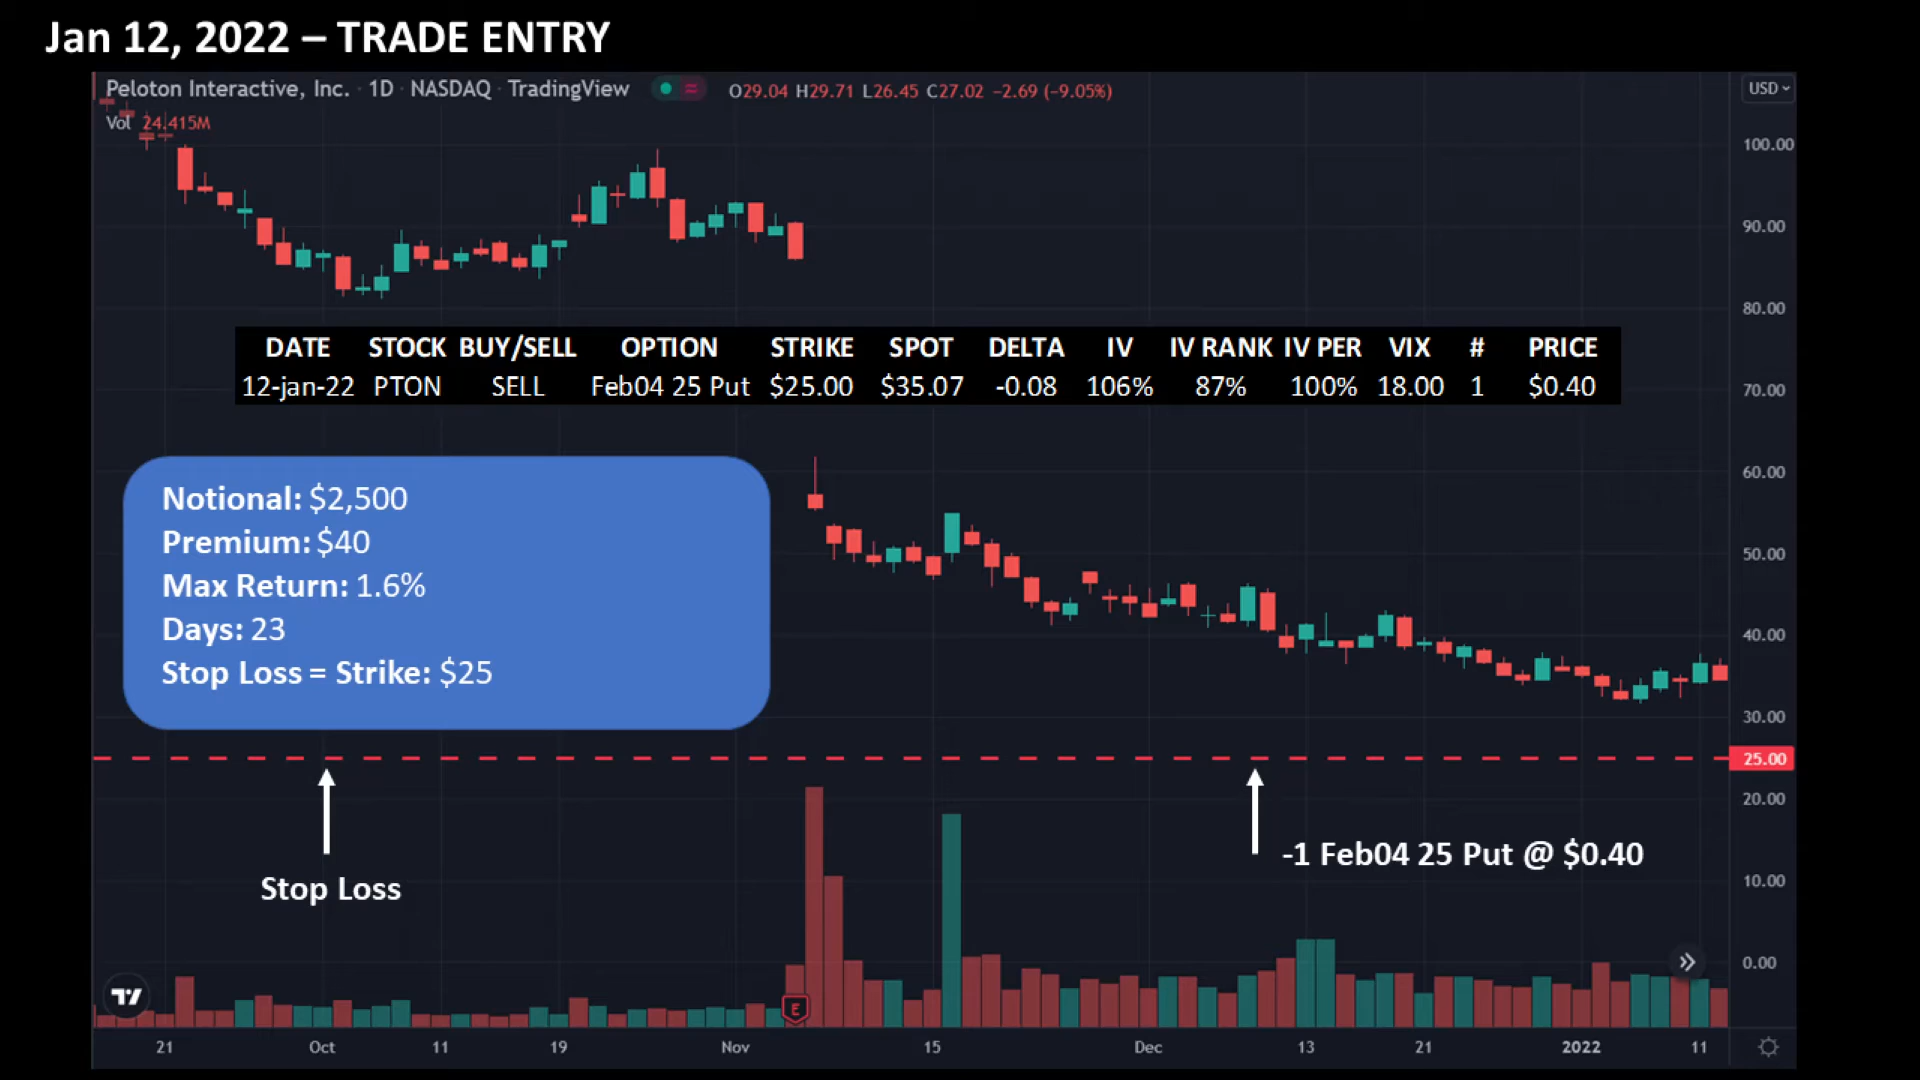 Jan 12, 2022 – TRADE ENTRY
Peloton Interactive, Inc. · 1D · NASDAQ · TradingView O29.04 H29.71 L26.45 C27.02 −2.69 (−9.05%)
USD
Vol 24.415M
100.00
90.00
80.00
DATE STOCK BUY/SELL OPTION STRIKE SPOT DELTA IV IV RANK IV PER VIX # PRICE
12-jan-22 PTON SELL Feb04 25 Put $25.00 $35.07 -0.08 106% 87% 100% 18.00 1 $0.40
70.00
60.00
Notional: $2,500
Premium: $40
Max Return: 1.6%
Days: 23
Stop Loss = Strike: $25
50.00
40.00
30.00
25.00
20.00
-1 Feb04 25 Put @ $0.40
Stop Loss
10.00
0.00
E
21 Oct 11 19 Nov 15 Dec 13 21 2022 11